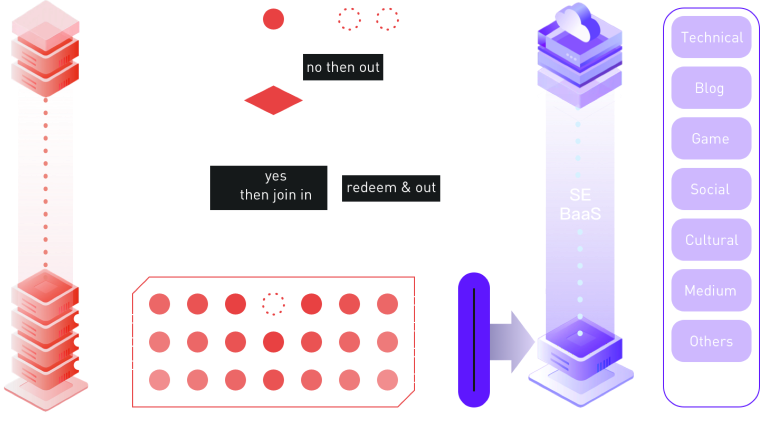 no then out
yes
then join in
redeem & out
SE
BaaS
Technical
Blog
Game
Social
Cultural
Medium
Others